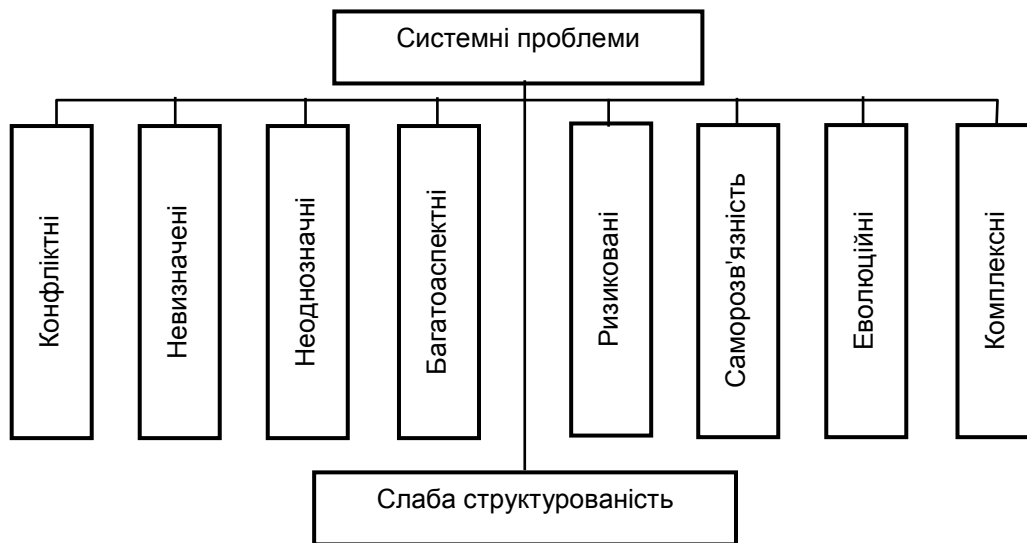 Системні проблеми
Конфліктні
Невизначені
Неоднозначні
Багатоаспектні
Ризиковані
Саморозв'язність
Еволюційні
Комплексні
Слаба структурованість